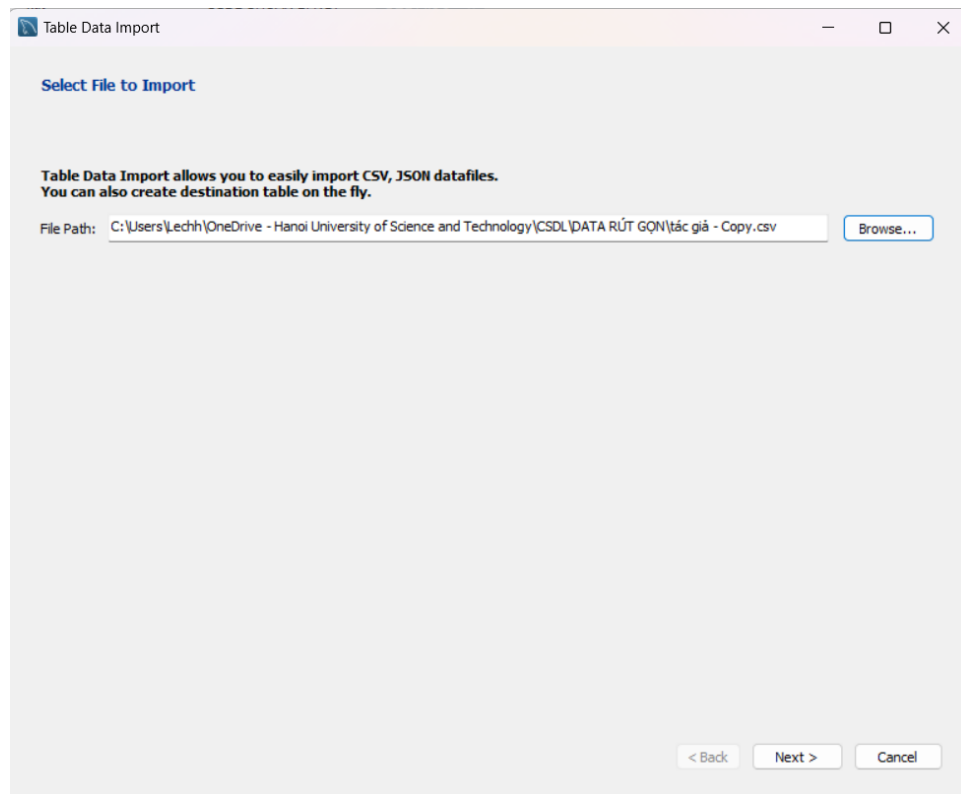 Table Data Import
Select File to Import
Table Data Import allows you to easily import CSV, JSON datafiles.
You can also create destination table on the fly.
File Path: C:\Users\Lechh\OneDrive - Hanoi University of Science and Technology\CSDL\DATA RÚT GỌN\tác giả - Copy.csv Browse...
< Back Next > Cancel